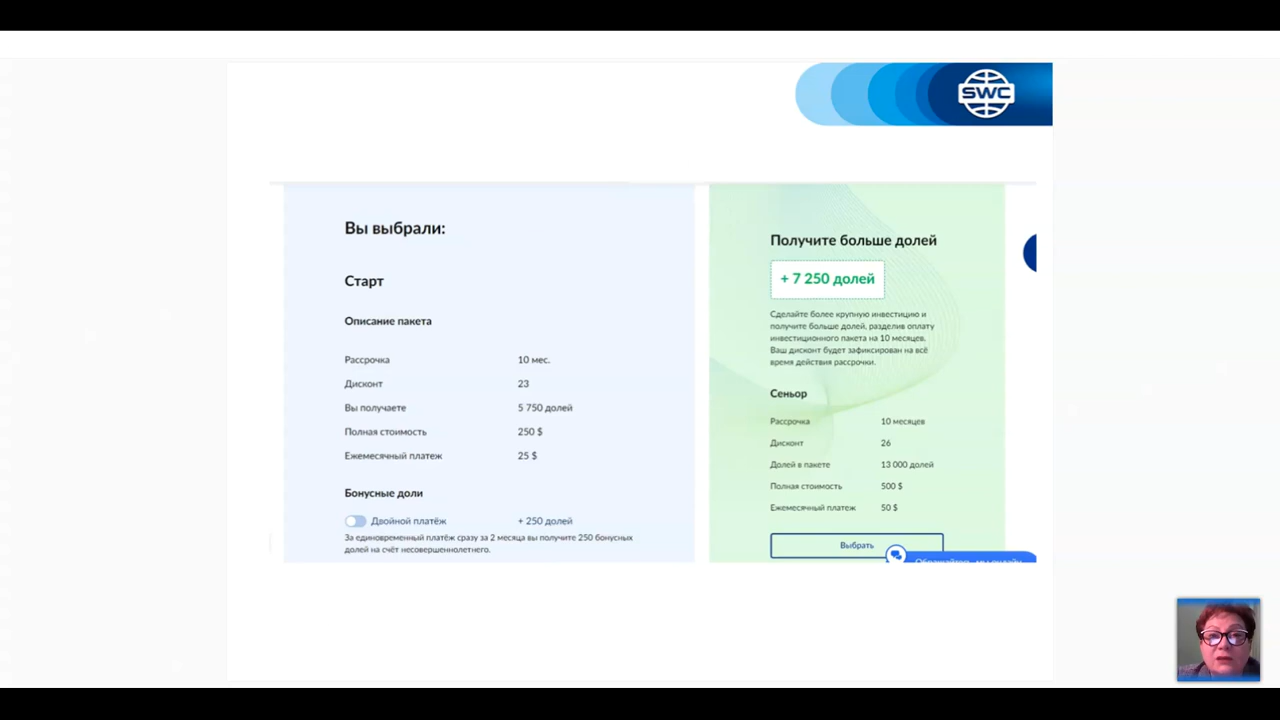 SWC
Вы выбрали:
Старт
Описание пакета
Рассрочка 10 мес.
Дисконт 23
Вы получаете 5 750 долей
Полная стоимость 250 $
Ежемесячный платеж 25 $
Бонусные доли
Двойной платёж + 250 долей
За единовременный платёж сразу за 2 месяца вы получите 250 бонусных
долей на счёт несовершеннолетнего.
Получите больше долей
+ 7 250 долей
Сделайте более крупную инвестицию и
получите больше долей, разделив оплату
инвестиционного пакета на 10 месяцев.
Ваш дисконт будет зафиксирован на всё
время действия рассрочки.
Сеньор
Рассрочка 10 месяцев
Дисконт 26
Долей в пакете 13 000 долей
Полная стоимость 500 $
Ежемесячный платеж 50 $
Выбрать